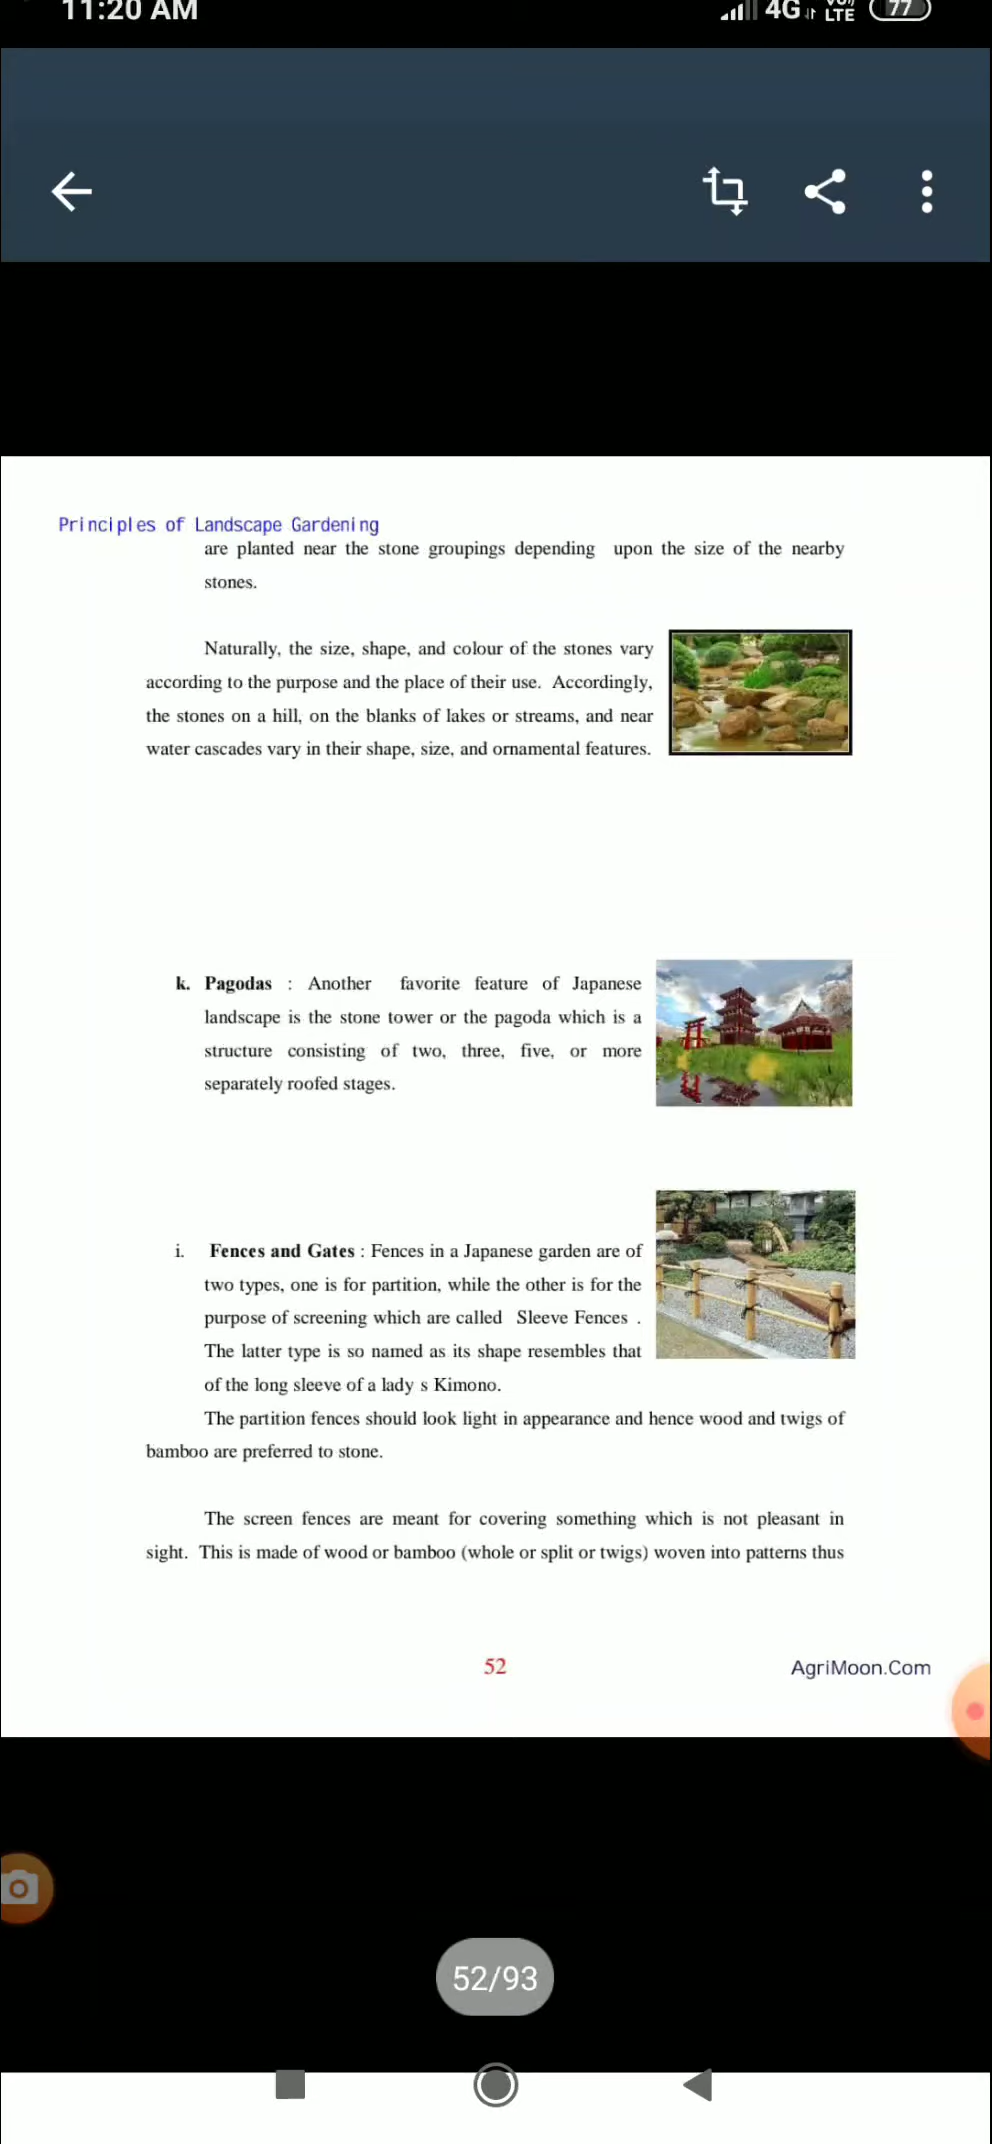 11:20 AM
4G
LTE
77
Principles of Landscape Gardening
are planted near the stone groupings depending upon the size of the nearby
stones.
Naturally, the size, shape, and colour of the stones vary
according to the purpose and the place of their use. Accordingly,
the stones on a hill, on the blanks of lakes or streams, and near
water cascades vary in their shape, size, and ornamental features.
k. Pagodas : Another favorite feature of Japanese
landscape is the stone tower or the pagoda which is a
structure consisting of two, three, five, or more
separately roofed stages.
i. Fences and Gates : Fences in a Japanese garden are of
two types, one is for partition, while the other is for the
purpose of screening which are called Sleeve Fences .
The latter type is so named as its shape resembles that
of the long sleeve of a lady s Kimono.
The partition fences should look light in appearance and hence wood and twigs of
bamboo are preferred to stone.
The screen fences are meant for covering something which is not pleasant in
sight. This is made of wood or bamboo (whole or split or twigs) woven into patterns thus
52
AgriMoon.Com
52/93